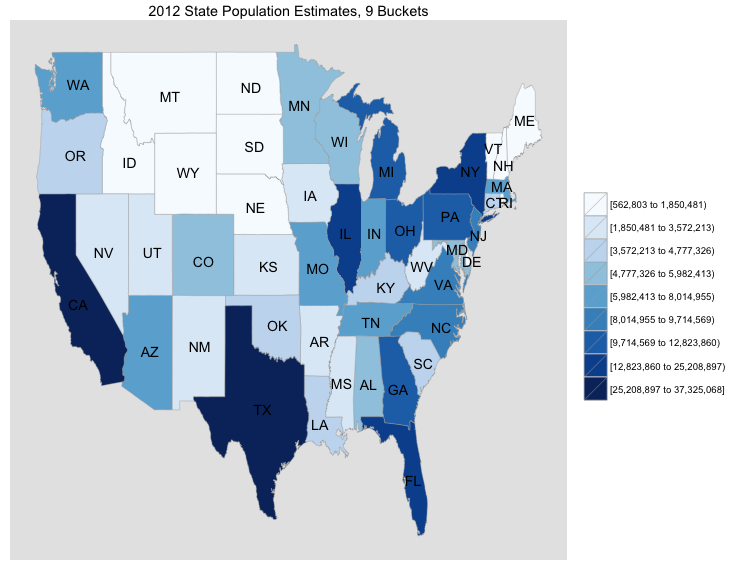 2012 State Population Estimates, 9 Buckets
WA
MT
ND
MN
ME
OR
ID
SD
WI
VT
NH
WY
MI
NY
MA
CT
RI
NE
IA
PA
NV
UT
CO
IL
IN
OH
NJ
MD
DE
KS
MO
WV
VA
KY
CA
AZ
NM
OK
TN
NC
AR
SC
MS
AL
GA
TX
LA
FL
[562,803 to 1,850,481)
[1,850,481 to 3,572,213)
[3,572,213 to 4,777,326)
[4,777,326 to 5,982,413)
[5,982,413 to 8,014,955)
[8,014,955 to 9,714,569)
[9,714,569 to 12,823,860)
[12,823,860 to 25,208,897)
[25,208,897 to 37,325,068]